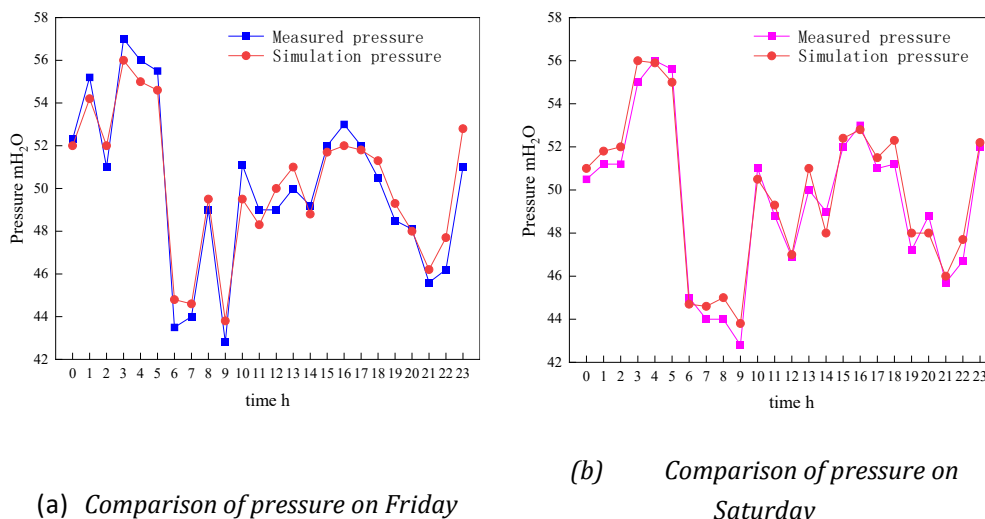 58
56
54
52
50
48
46
44
42
Pressure mH₂O
Measured pressure
Simulation pressure
0 1 2 3 4 5 6 7 8 9 10 11 12 13 14 15 16 17 18 19 20 21 22 23
time h
(a) Comparison of pressure on Friday
58
56
54
52
50
48
46
44
42
Pressure mH₂O
Measured pressure
Simulation pressure
0 1 2 3 4 5 6 7 8 9 10 11 12 13 14 15 16 17 18 19 20 21 22 23
time h
(b) Comparison of pressure on
Saturday